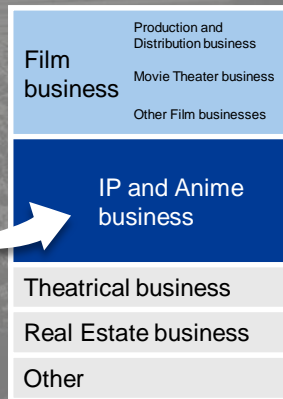 Film
business
Production and
Distribution business
Movie Theater business
Other Film businesses
IP and Anime
business
Theatrical business
Real Estate business
Other